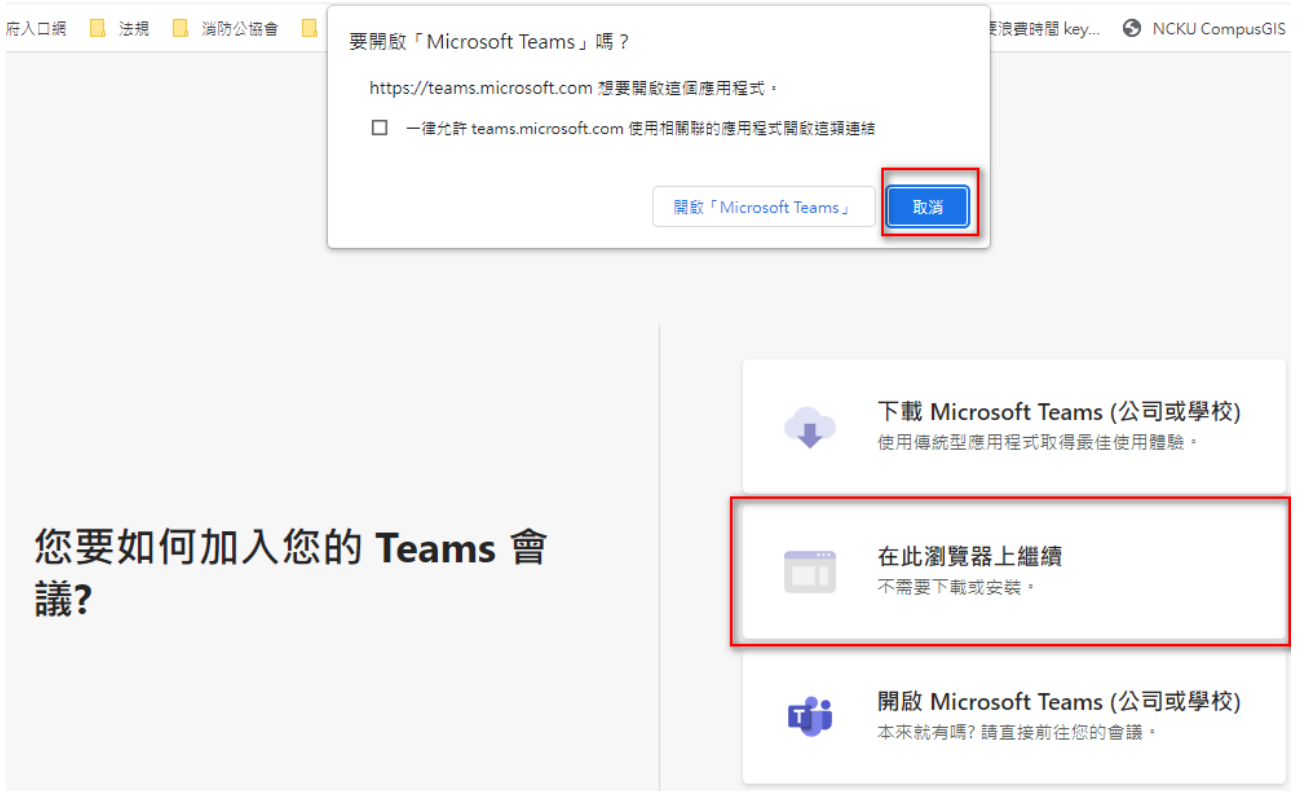 府入口網 法規 消防公協會 浪費時間 key... NCKU CompusGIS
要開啟「Microsoft Teams」嗎？
https://teams.microsoft.com 想要開啟這個應用程式。
一律允許 teams.microsoft.com 使用相關聯的應用程式開啟這類連結
開啟「Microsoft Teams」 取消
您要如何加入您的 Teams 會
議?
下載 Microsoft Teams (公司或學校)
使用傳統型應用程式取得最佳使用體驗。
在此瀏覽器上繼續
不需要下載或安裝。
開啟 Microsoft Teams (公司或學校)
本來就有嗎? 請直接前往您的會議。